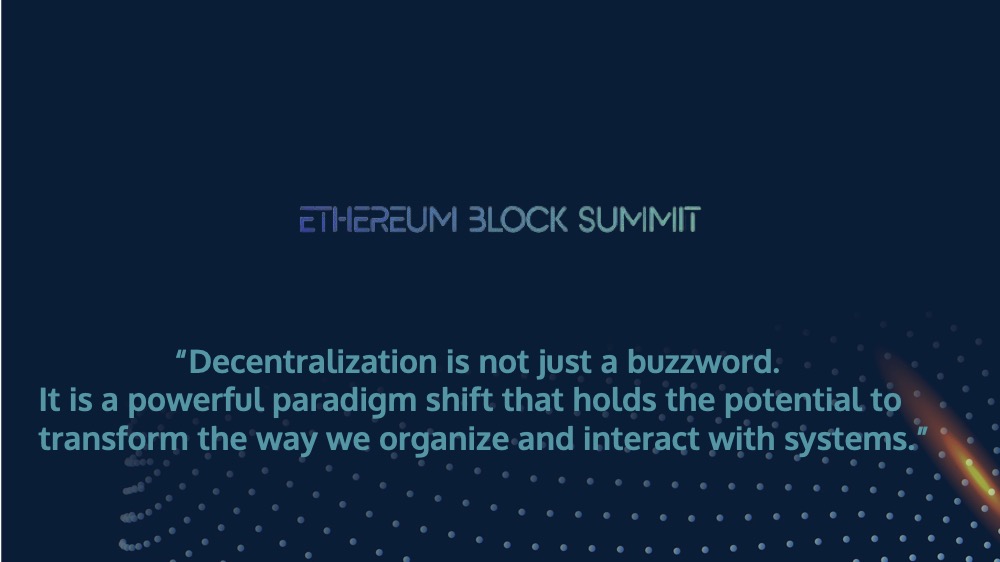 ETHEREUM BLOCK SUMMIT
“Decentralization is not just a buzzword.
It is a powerful paradigm shift that holds the potential to
transform the way we organize and interact with systems.”